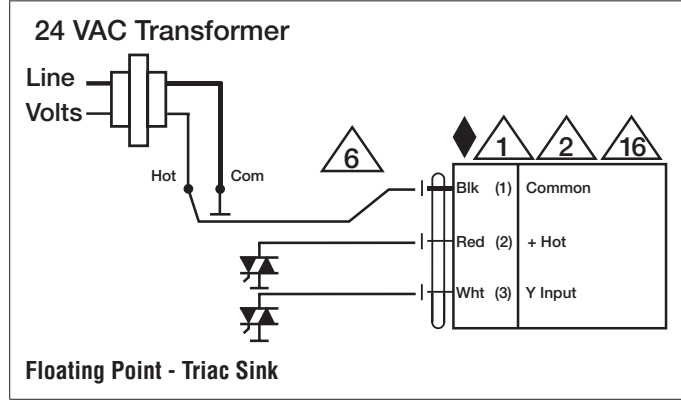 24 VAC Transformer
Line
Volts
Hot
Com
6
1
2
16
Blk (1) Common
Red (2) + Hot
Wht (3) Y Input
Floating Point - Triac Sink